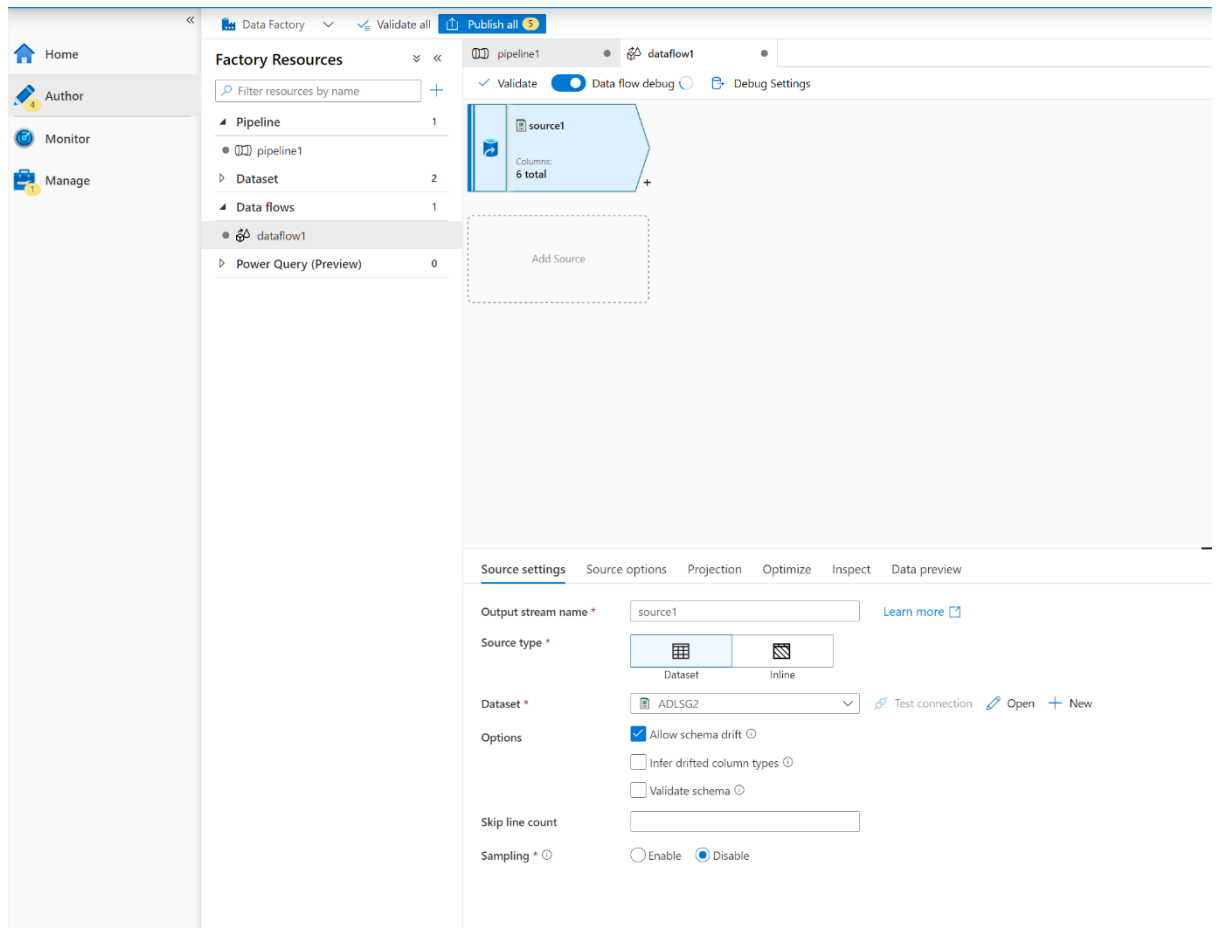 «
Data Factory
Validate all
Publish all 5
Home
Author
4
Monitor
Manage
1
Factory Resources
«
Filter resources by name
+
Pipeline 1
pipeline1
Dataset 2
Data flows 1
dataflow1
Power Query (Preview) 0
pipeline1
dataflow1
Validate
Data flow debug
Debug Settings
source1
Columns:
6 total
+
Add Source
Source settings Source options Projection Optimize Inspect Data preview
Output stream name * source1 Learn more
Source type *
Dataset Inline
Dataset * ADLSG2 Test connection Open + New
Options Allow schema drift
Infer drifted column types
Validate schema
Skip line count
Sampling * Enable Disable